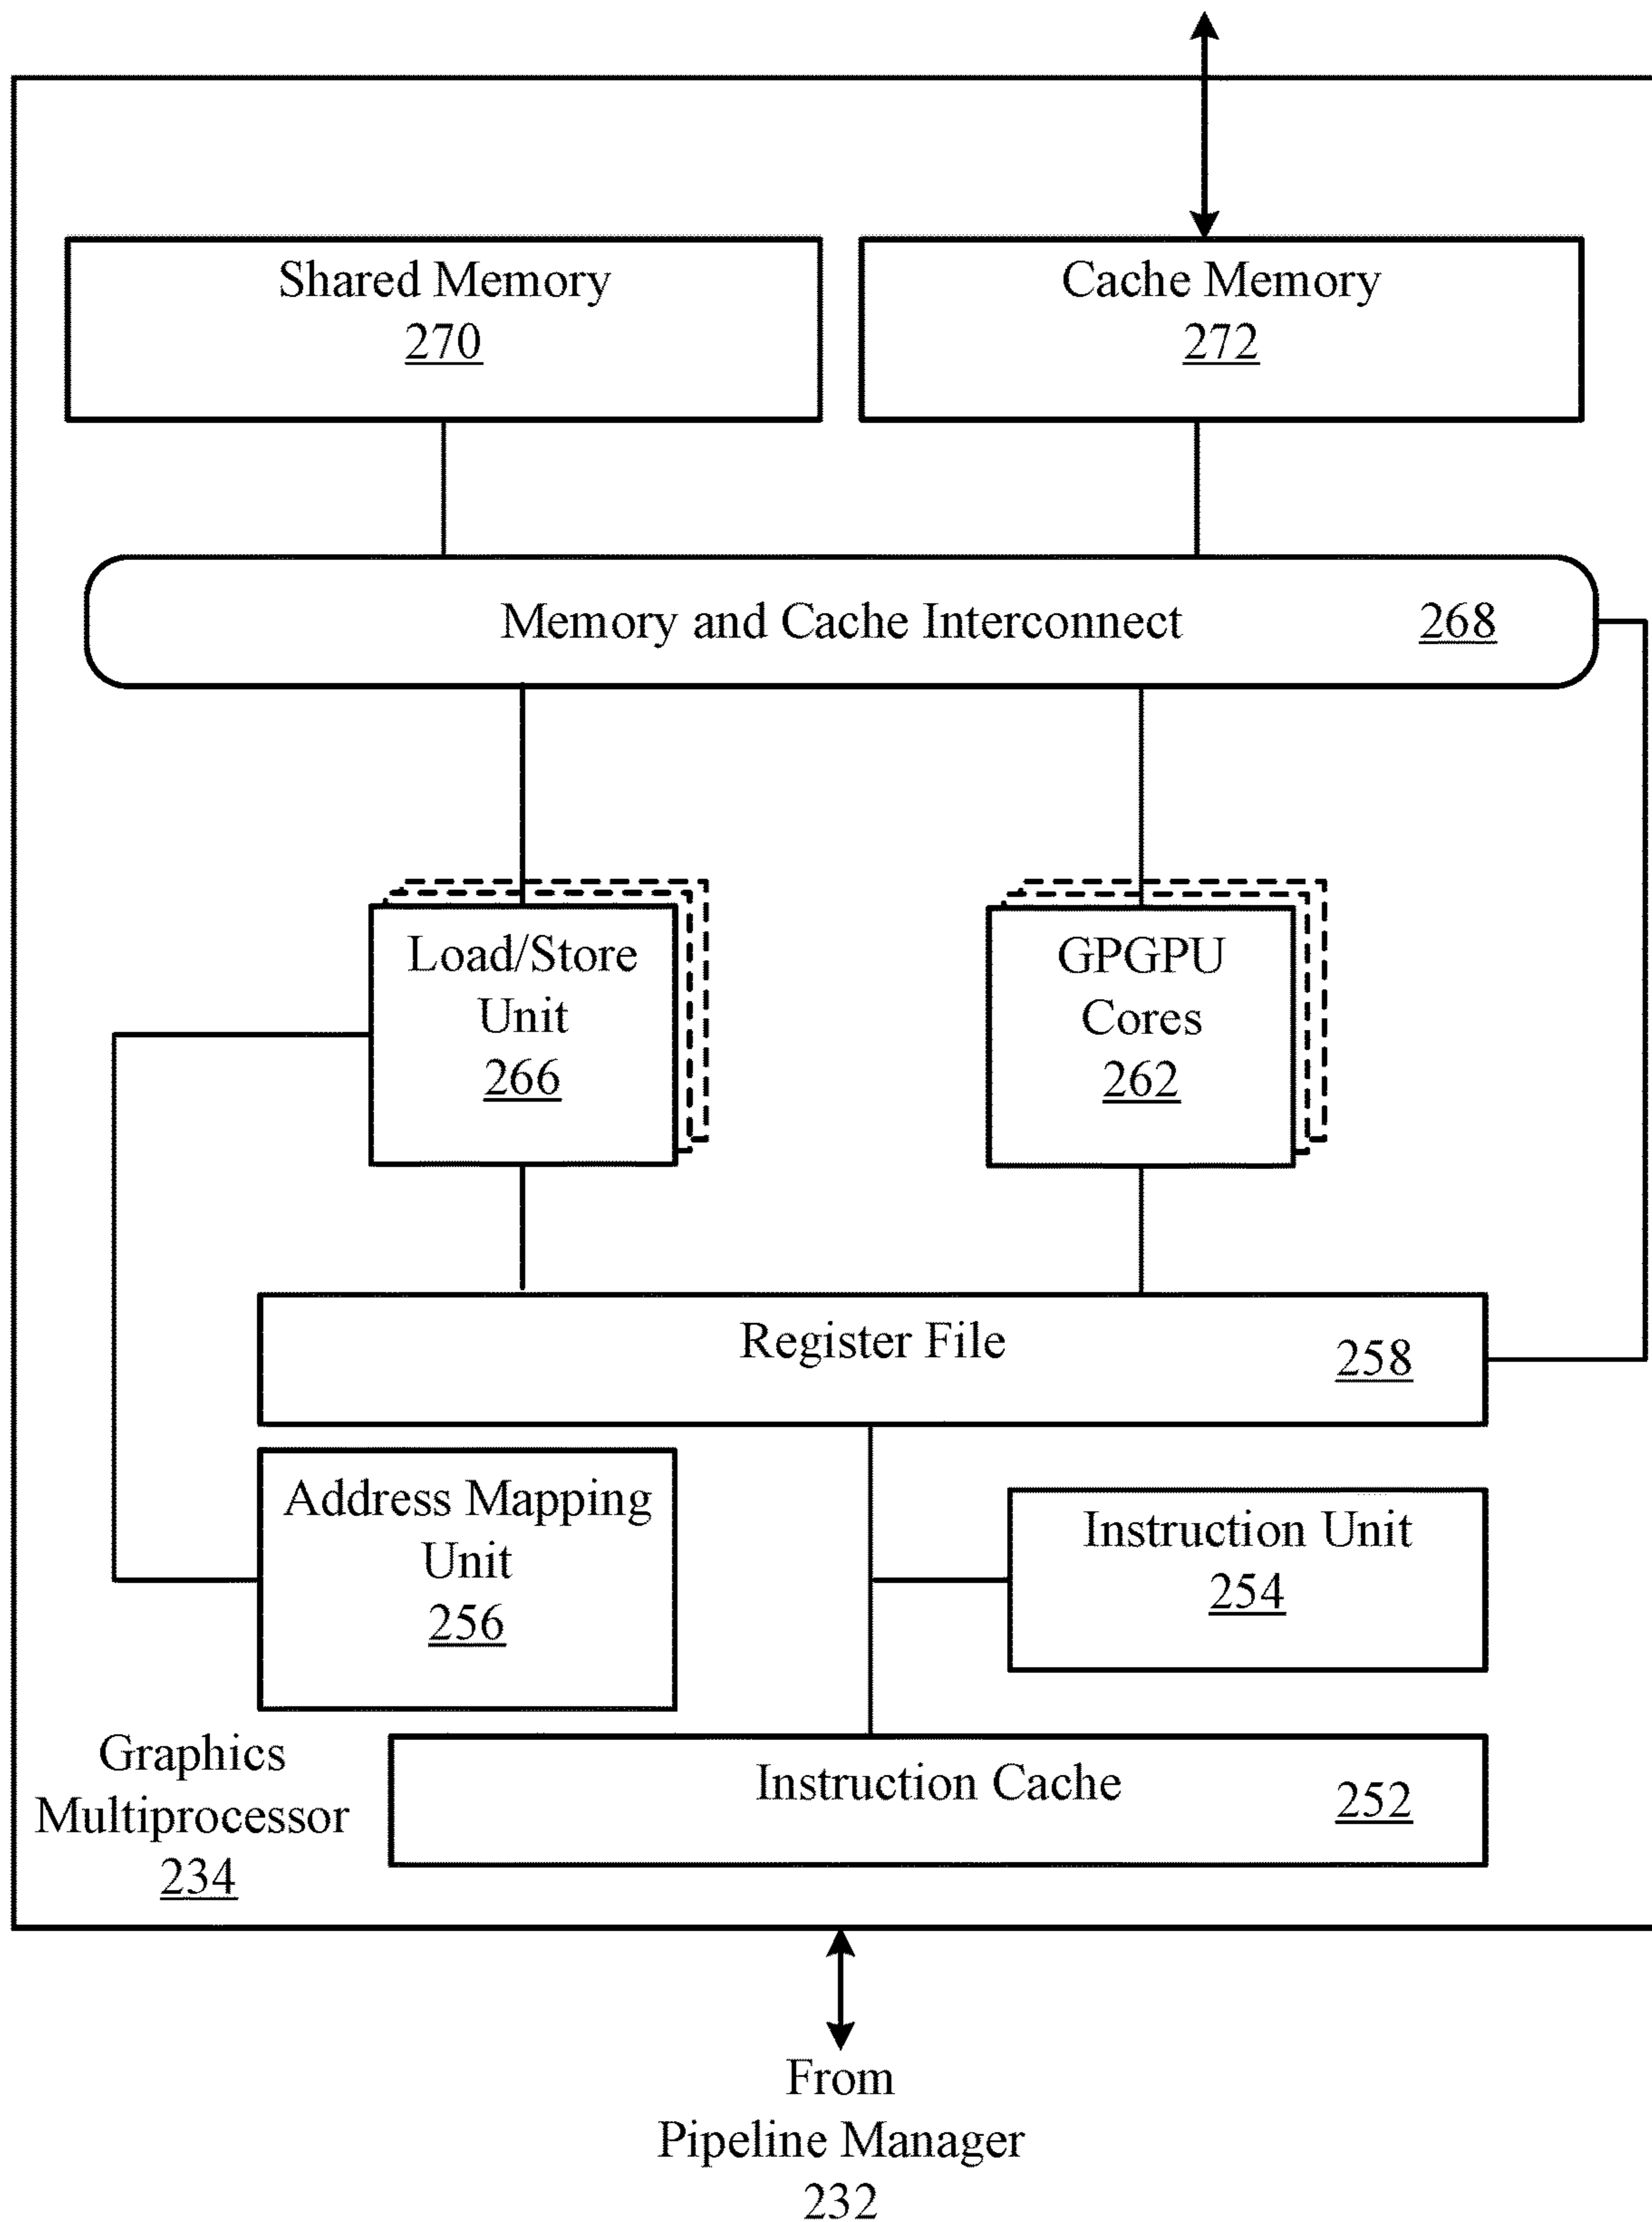 Shared Memory
270
Cache Memory
272
Memory and Cache Interconnect 268
Load/Store
Unit
266
GPGPU
Cores
262
Register File 258
Address Mapping
Unit
256
Instruction Unit
254
Graphics
Multiprocessor
234
Instruction Cache 252
From
Pipeline Manager
232